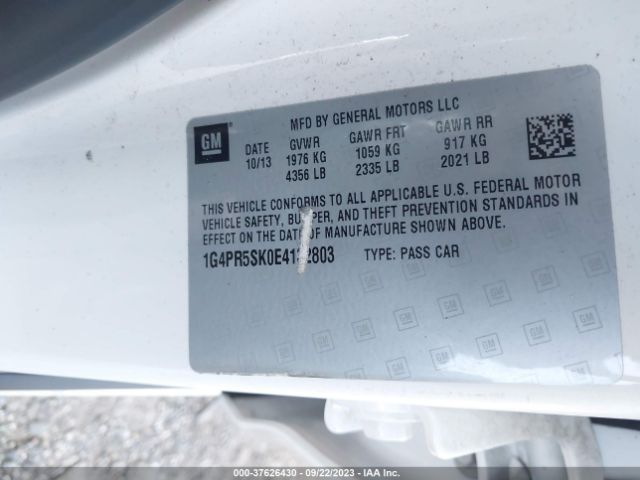 GM
MFD BY GENERAL MOTORS LLC
DATE GVWR GAWR FRT GAWR RR
10/13 1976 KG 1059 KG 917 KG
4356 LB 2335 LB 2021 LB
THIS VEHICLE CONFORMS TO ALL APPLICABLE U.S. FEDERAL MOTOR
VEHICLE SAFETY, BUMPER, AND THEFT PREVENTION STANDARDS IN
EFFECT ON THE DATE OF MANUFACTURE SHOWN ABOVE.
1G4PR5SK0E4132803 TYPE: PASS CAR
000-37626430 - 09/22/2023 - IAA Inc.